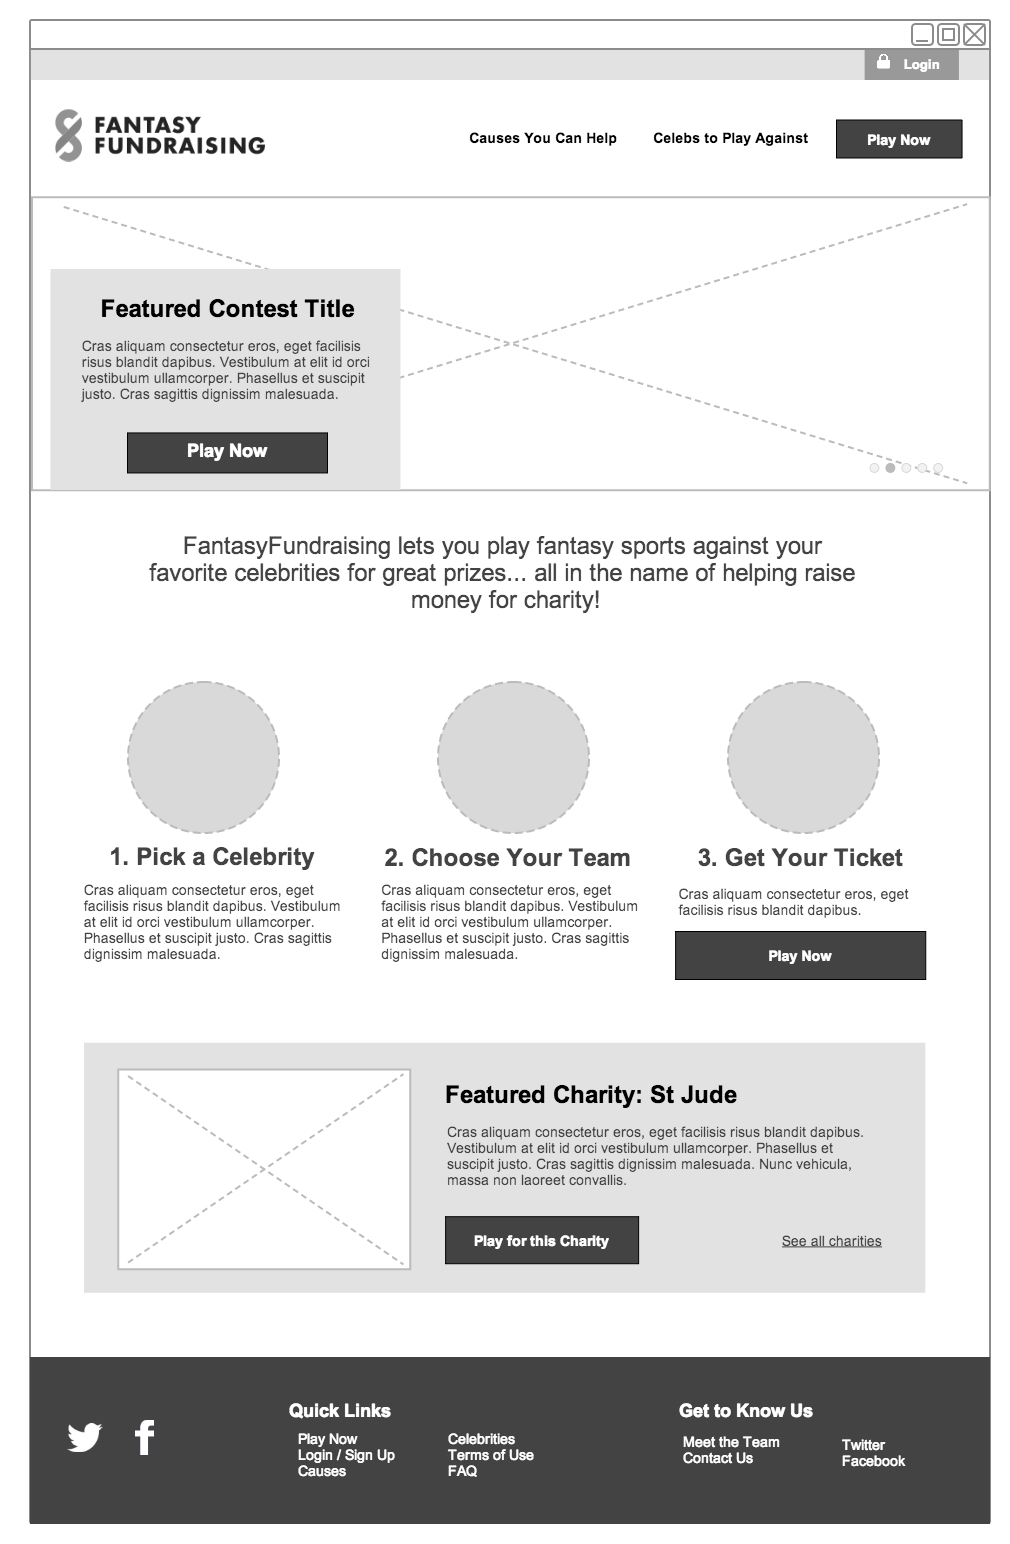 Login
FANTASY
FUNDRAISING
Causes You Can Help
Celebs to Play Against
Play Now
Featured Contest Title
Cras aliquam consectetur eros, eget facilisis
risus blandit dapibus. Vestibulum at elit id orci
vestibulum ullamcorper. Phasellus et suscipit
justo. Cras sagittis dignissim malesuada.
Play Now
FantasyFundraising lets you play fantasy sports against your
favorite celebrities for great prizes... all in the name of helping raise
money for charity!
1. Pick a Celebrity
Cras aliquam consectetur eros, eget
facilisis risus blandit dapibus. Vestibulum
at elit id orci vestibulum ullamcorper.
Phasellus et suscipit justo. Cras sagittis
dignissim malesuada.
2. Choose Your Team
Cras aliquam consectetur eros, eget
facilisis risus blandit dapibus. Vestibulum
at elit id orci vestibulum ullamcorper.
Phasellus et suscipit justo. Cras sagittis
dignissim malesuada.
3. Get Your Ticket
Cras aliquam consectetur eros, eget
facilisis risus blandit dapibus.
Play Now
Featured Charity: St Jude
Cras aliquam consectetur eros, eget facilisis risus blandit dapibus.
Vestibulum at elit id orci vestibulum ullamcorper. Phasellus et
suscipit justo. Cras sagittis dignissim malesuada. Nunc vehicula,
massa non laoreet convallis.
Play for this Charity
See all charities
Quick Links
Play Now
Login / Sign Up
Causes
Celebrities
Terms of Use
FAQ
Get to Know Us
Meet the Team
Contact Us
Twitter
Facebook